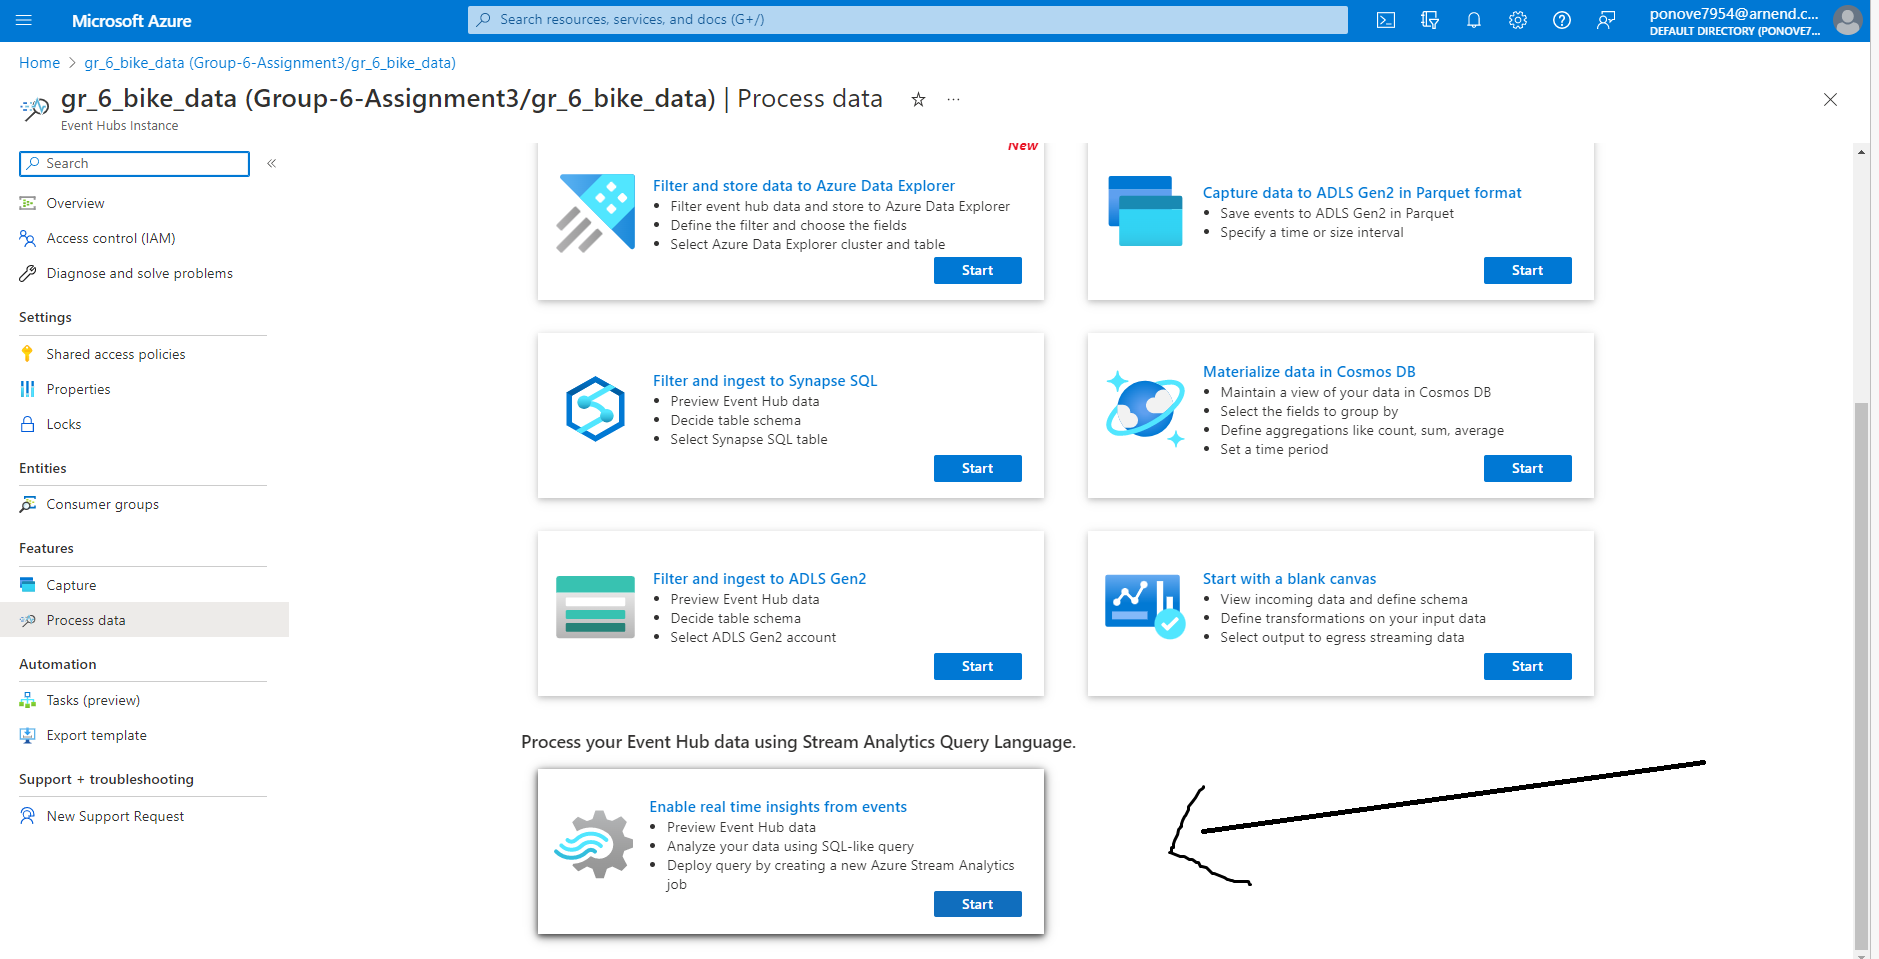 Microsoft Azure
Search resources, services, and docs (G+/)
ponove7954@arnend.c...
DEFAULT DIRECTORY (PONOVE7...
Home > gr_6_bike_data (Group-6-Assignment3/gr_6_bike_data)
gr_6_bike_data (Group-6-Assignment3/gr_6_bike_data) | Process data
Event Hubs Instance
Search
Overview
Access control (IAM)
Diagnose and solve problems
Settings
Shared access policies
Properties
Locks
Entities
Consumer groups
Features
Capture
Process data
Automation
Tasks (preview)
Export template
Support + troubleshooting
New Support Request
New
Filter and store data to Azure Data Explorer
Filter event hub data and store to Azure Data Explorer
Define the filter and choose the fields
Select Azure Data Explorer cluster and table
Start
Capture data to ADLS Gen2 in Parquet format
Save events to ADLS Gen2 in Parquet
Specify a time or size interval
Start
Filter and ingest to Synapse SQL
Preview Event Hub data
Decide table schema
Select Synapse SQL table
Start
Materialize data in Cosmos DB
Maintain a view of your data in Cosmos DB
Select the fields to group by
Define aggregations like count, sum, average
Set a time period
Start
Filter and ingest to ADLS Gen2
Preview Event Hub data
Decide table schema
Select ADLS Gen2 account
Start
Start with a blank canvas
View incoming data and define schema
Define transformations on your input data
Select output to egress streaming data
Start
Process your Event Hub data using Stream Analytics Query Language.
Enable real time insights from events
Preview Event Hub data
Analyze your data using SQL-like query
Deploy query by creating a new Azure Stream Analytics
job
Start